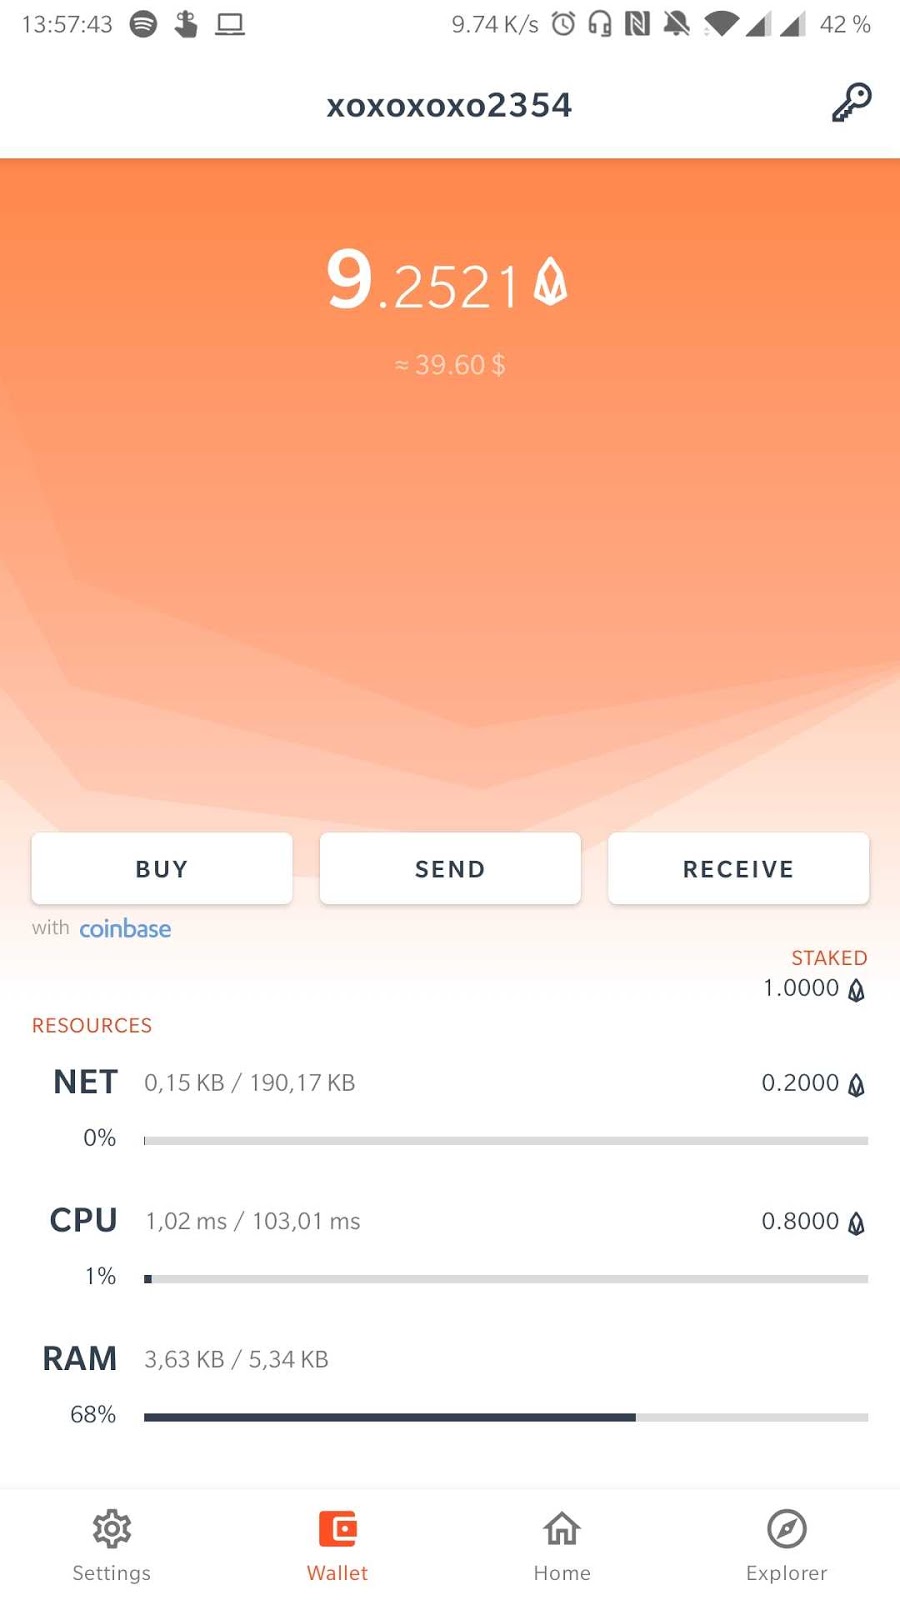 13:57:43 9.74 K/s 42 %
xoxoxoxo2354
9.2521
≈ 39.60 $
BUY SEND RECEIVE
with coinbase
STAKED
1.0000
RESOURCES
NET 0,15 KB / 190,17 KB 0.2000
0%
CPU 1,02 ms / 103,01 ms 0.8000
1%
RAM 3,63 KB / 5,34 KB
68%
Settings Wallet Home Explorer